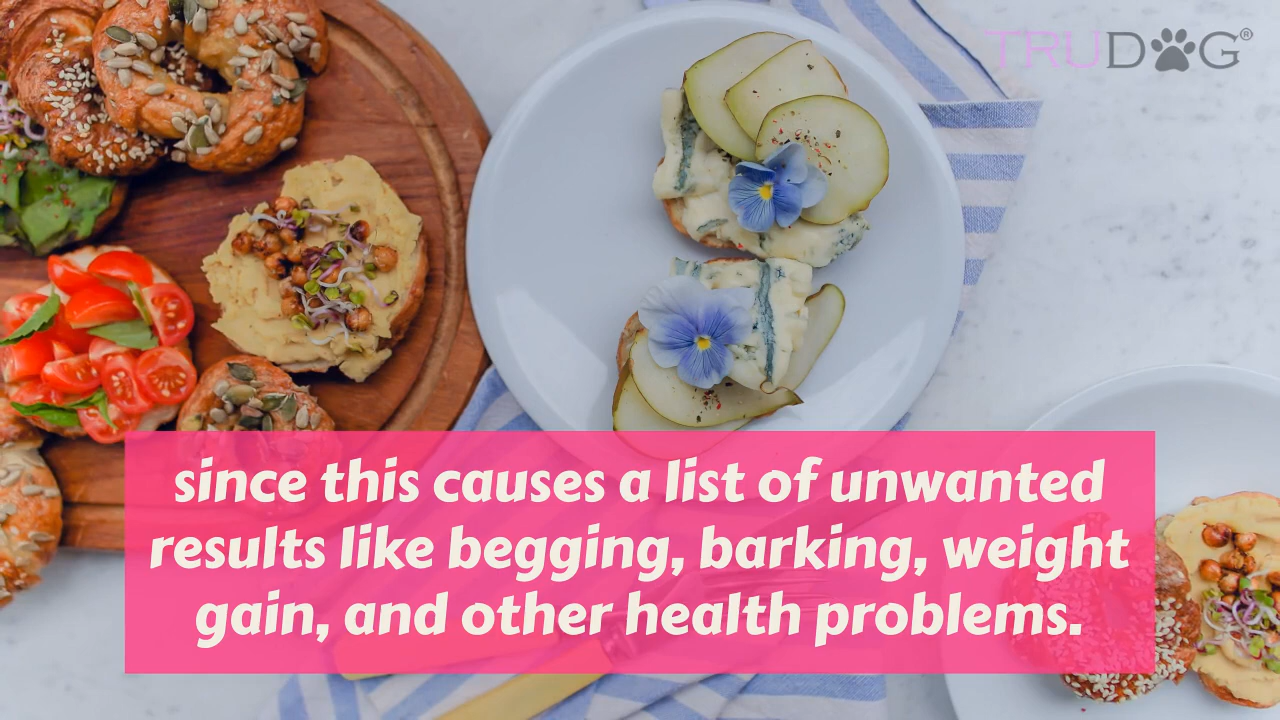 TRUDOG®
since this causes a list of unwanted
results like begging, barking, weight
gain, and other health problems.